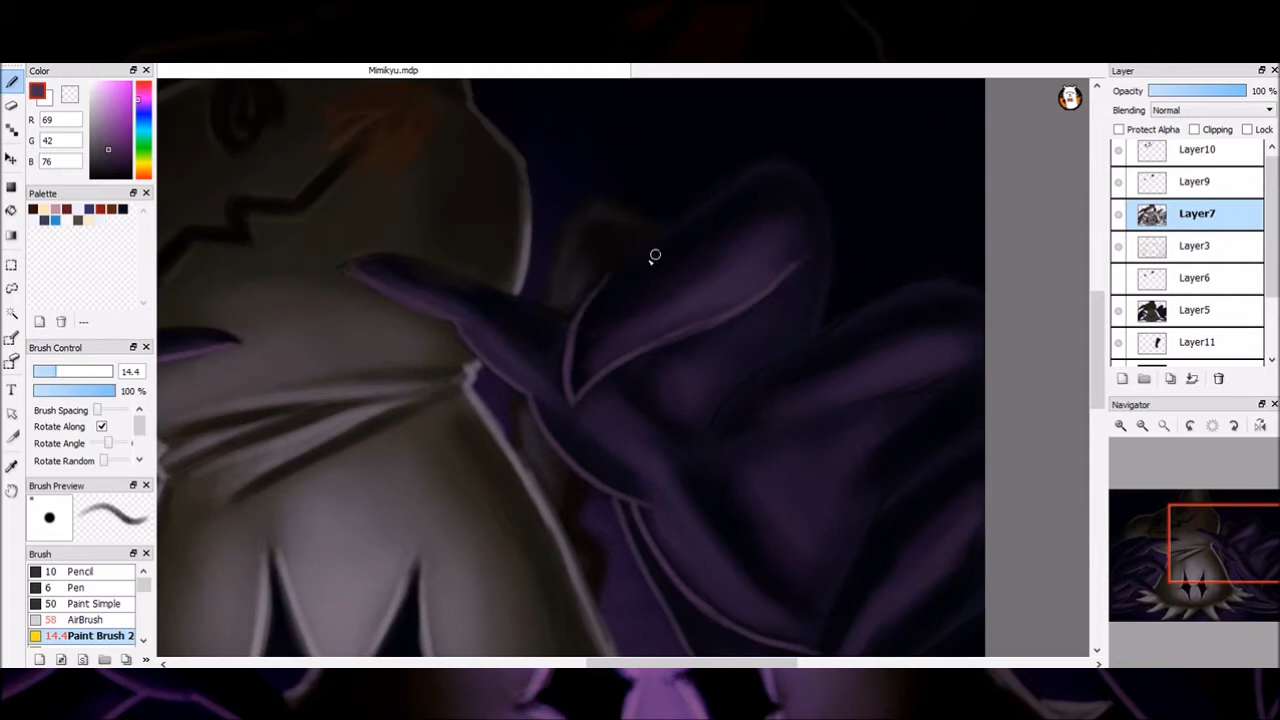 Color
Mimikyu.mdp
Layer
R 69
G 42
B 76
Opacity 100 %
Blending Normal
Protect Alpha Clipping Lock
Layer10
Layer9
Layer7
Layer3
Layer6
Layer5
Layer11
Palette
---
Brush Control
14.4
100 %
Brush Spacing
Rotate Along
Rotate Angle
Rotate Random
Brush Preview
Brush
10 Pencil
6 Pen
50 Paint Simple
58 AirBrush
14.4 Paint Brush 2
Navigator
T